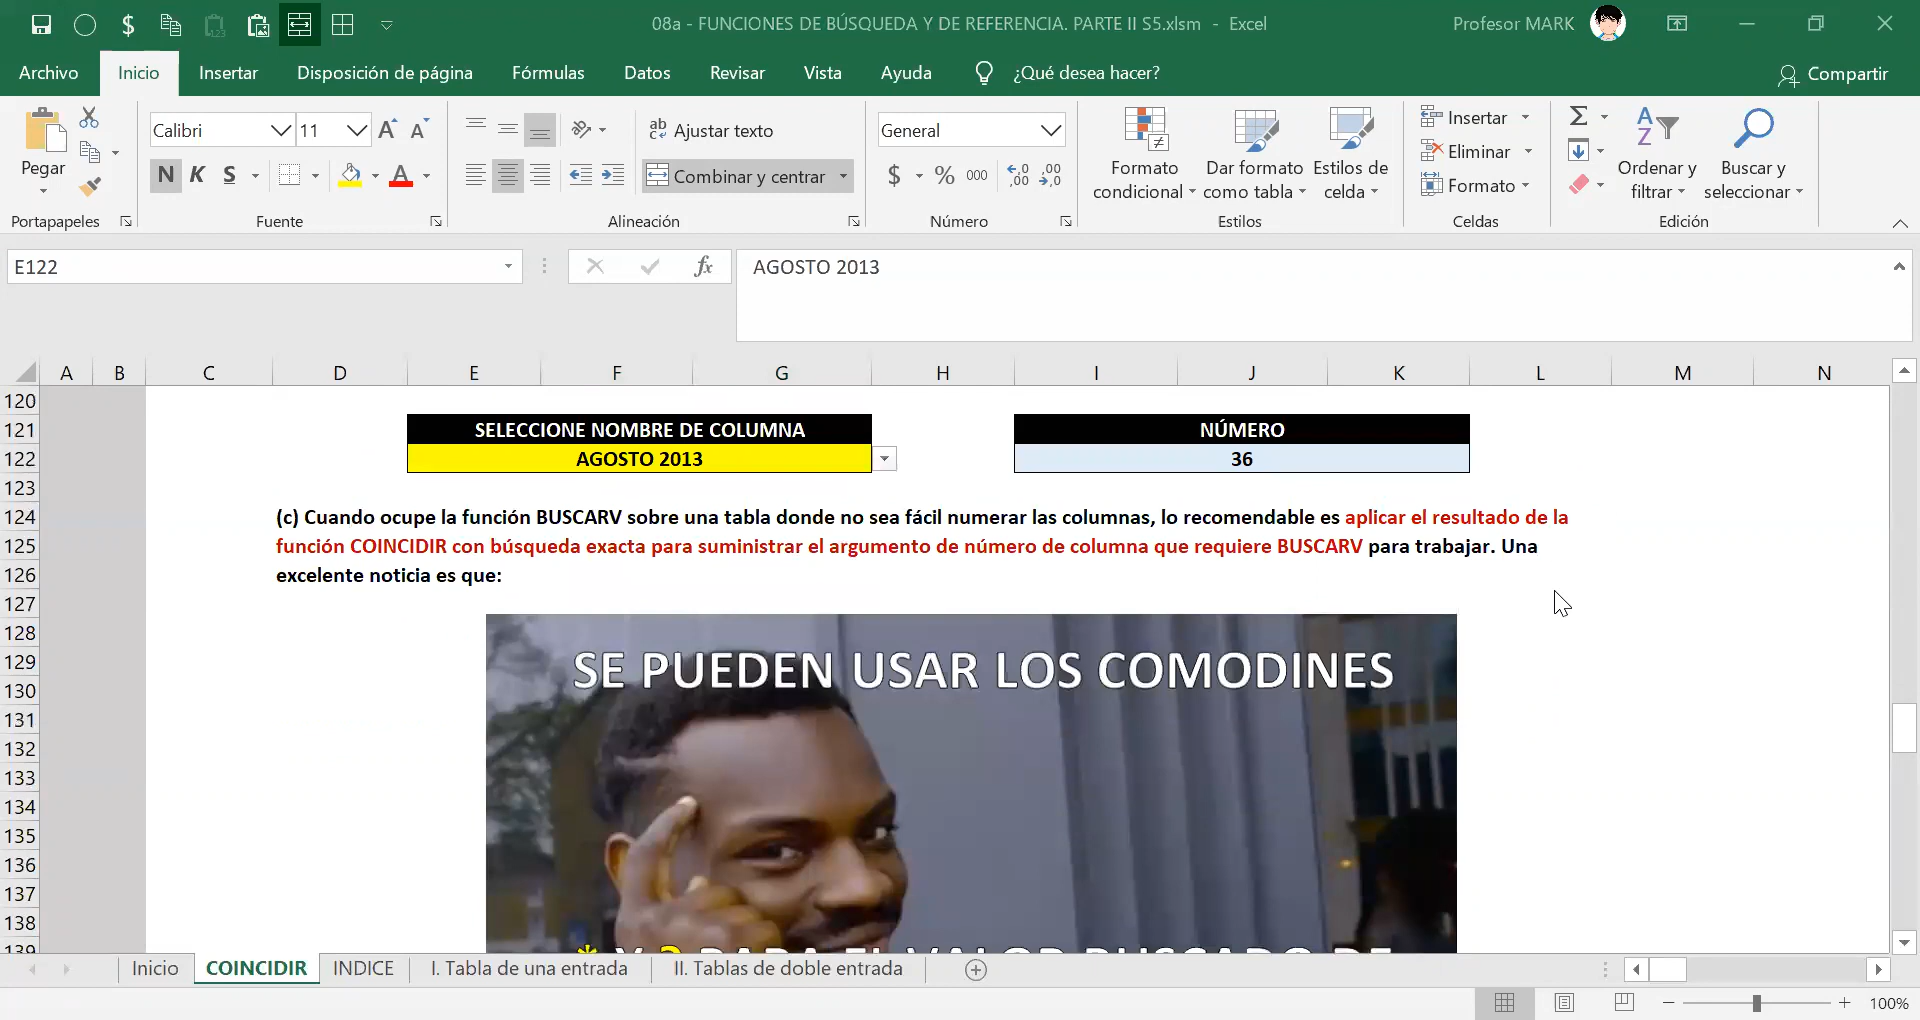 08a - FUNCIONES DE BÚSQUEDA Y DE REFERENCIA. PARTE II S5.xlsm - Excel
Profesor MARK
Archivo Inicio Insertar Disposición de página Fórmulas Datos Revisar Vista Ayuda ¿Qué desea hacer? Compartir
Calibri 11 Ajustar texto General Insertar
Pegar N K S A Combinar y centrar $ % 000 Eliminar
Formato condicional
Dar formato como tabla
Estilos de celda
Formato
Ordenar y filtrar
Buscar y seleccionar
Portapapeles Fuente Alineación Número Estilos Celdas Edición
E122 fx AGOSTO 2013
A B C D E F G H I J K L M N
120
121 SELECCIONE NOMBRE DE COLUMNA NÚMERO
122 AGOSTO 2013 36
123
124 (c) Cuando ocupe la función BUSCARV sobre una tabla donde no sea fácil numerar las columnas, lo recomendable es aplicar el resultado de la
125 función COINCIDIR con búsqueda exacta para suministrar el argumento de número de columna que requiere BUSCARV para trabajar. Una
126 excelente noticia es que:
127
128
129 SE PUEDEN USAR LOS COMODINES
130
131
132
133
134
135
136
137
138
139 * Y ? PARA EL VALOR BUSCADO DE
Inicio COINCIDIR INDICE I. Tabla de una entrada II. Tablas de doble entrada
100%